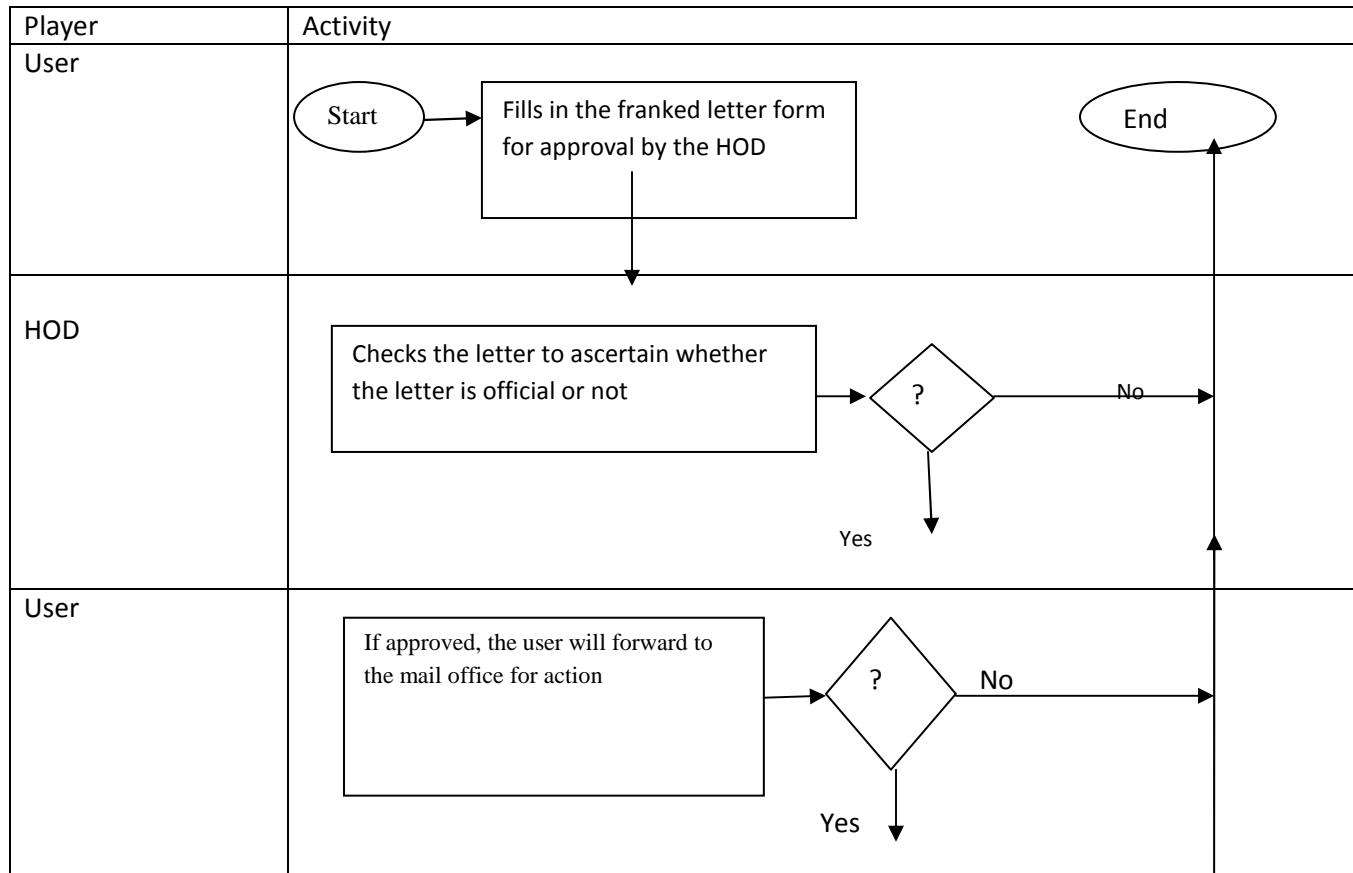 Player Activity
User
Start
Fills in the franked letter form
for approval by the HOD
End
HOD
Checks the letter to ascertain whether
the letter is official or not
?
No
Yes
User
If approved, the user will forward to
the mail office for action
?
No
Yes